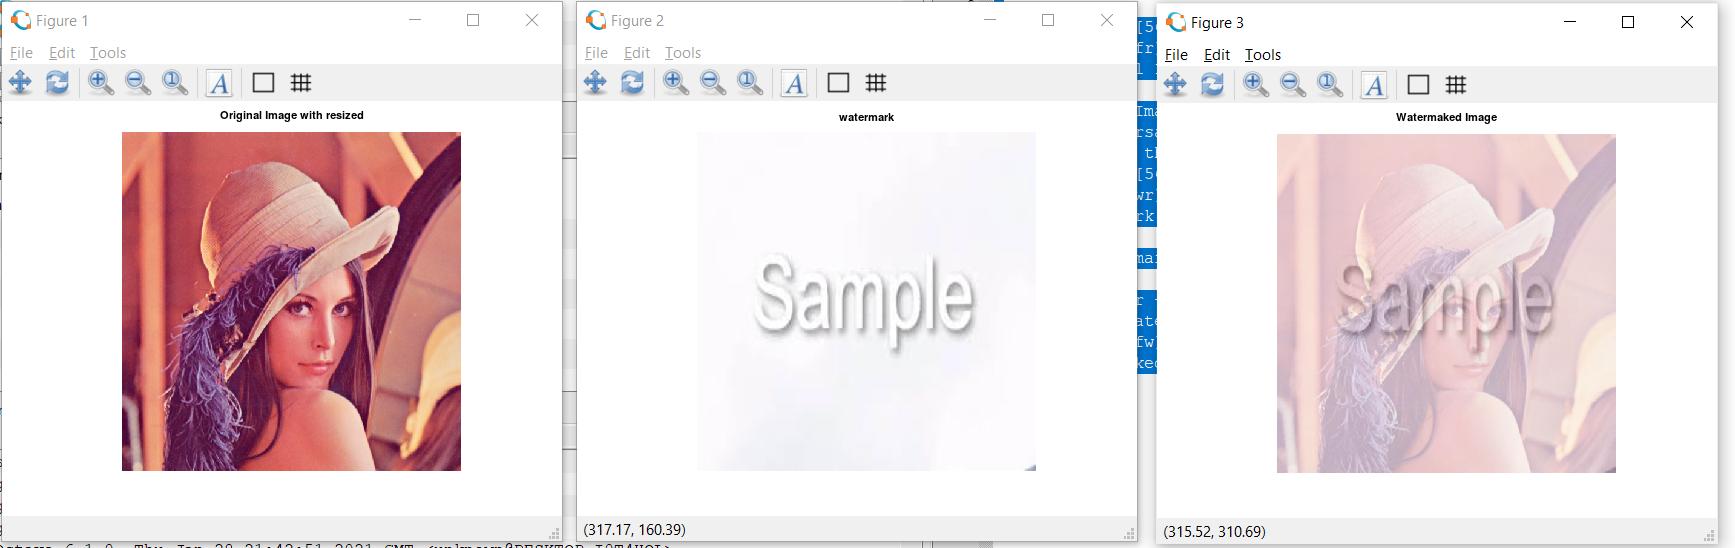 Figure 1
File Edit Tools
Original Image with resized
Figure 2
File Edit Tools
watermark
Sample
(317.17, 160.39)
Figure 3
File Edit Tools
Watermaked Image
Sample
(315.52, 310.69)